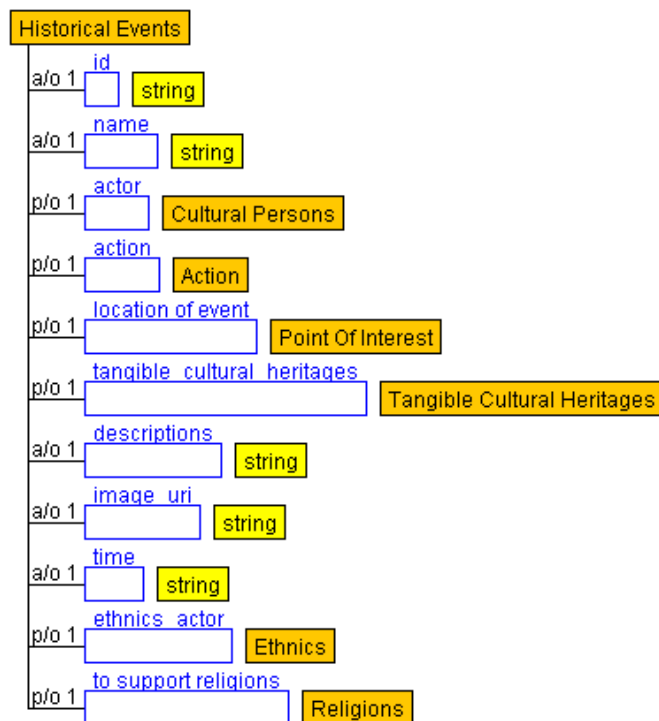 Historical Events
id
a/o 1 string
name
a/o 1 string
actor
p/o 1 Cultural Persons
action
p/o 1 Action
location of event
p/o 1 Point Of Interest
tangible_cultural_heritages
p/o 1 Tangible Cultural Heritages
descriptions
a/o 1 string
image_uri
a/o 1 string
time
a/o 1 string
ethnics_actor
p/o 1 Ethnics
to support religions
p/o 1 Religions